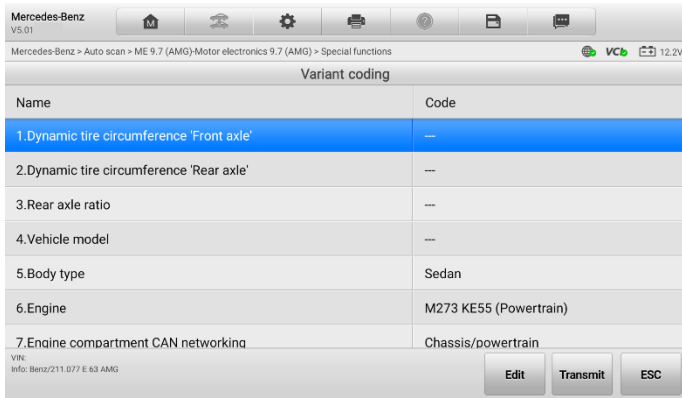 Mercedes-Benz
V5.01
M
?
Mercedes-Benz > Auto scan > ME 9.7 (AMG)-Motor electronics 9.7 (AMG) > Special functions
VCb 12.2V
Variant coding
Name Code
1.Dynamic tire circumference 'Front axle' ---
2.Dynamic tire circumference 'Rear axle' ---
3.Rear axle ratio ---
4.Vehicle model ---
5.Body type Sedan
6.Engine M273 KE55 (Powertrain)
7.Engine compartment CAN networking Chassis/powertrain
VIN:
Info: Benz/211.077 E 63 AMG
Edit Transmit ESC